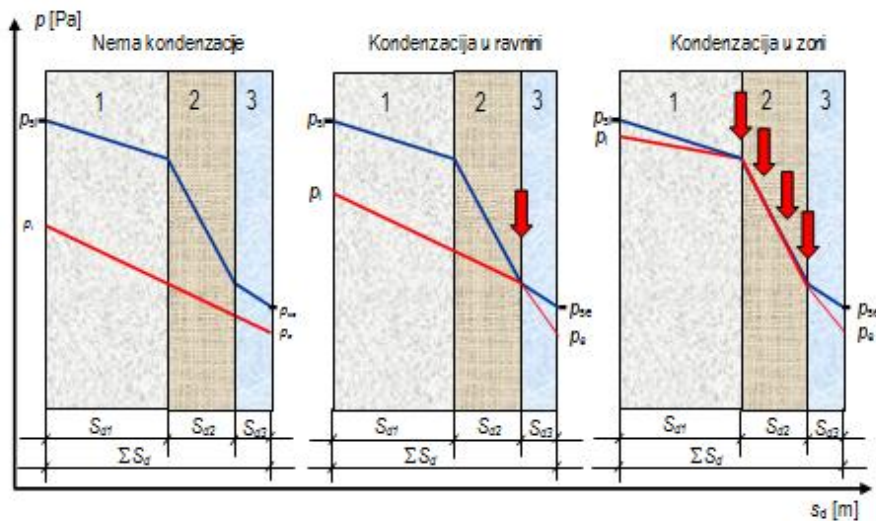 p [Pa]
Nema kondenzacije
Kondenzacija u ravnini
Kondenzacija u zoni
1 2 3
1 2 3
1 2 3
psi
pi
pse
pe
psi
pi
pse
pe
psi
pi
pse
pe
Sd1 Sd2 Sd3
Sd1 Sd2 Sd3
Sd1 Sd2 Sd3
ΣSd
ΣSd
ΣSd
sd [m]